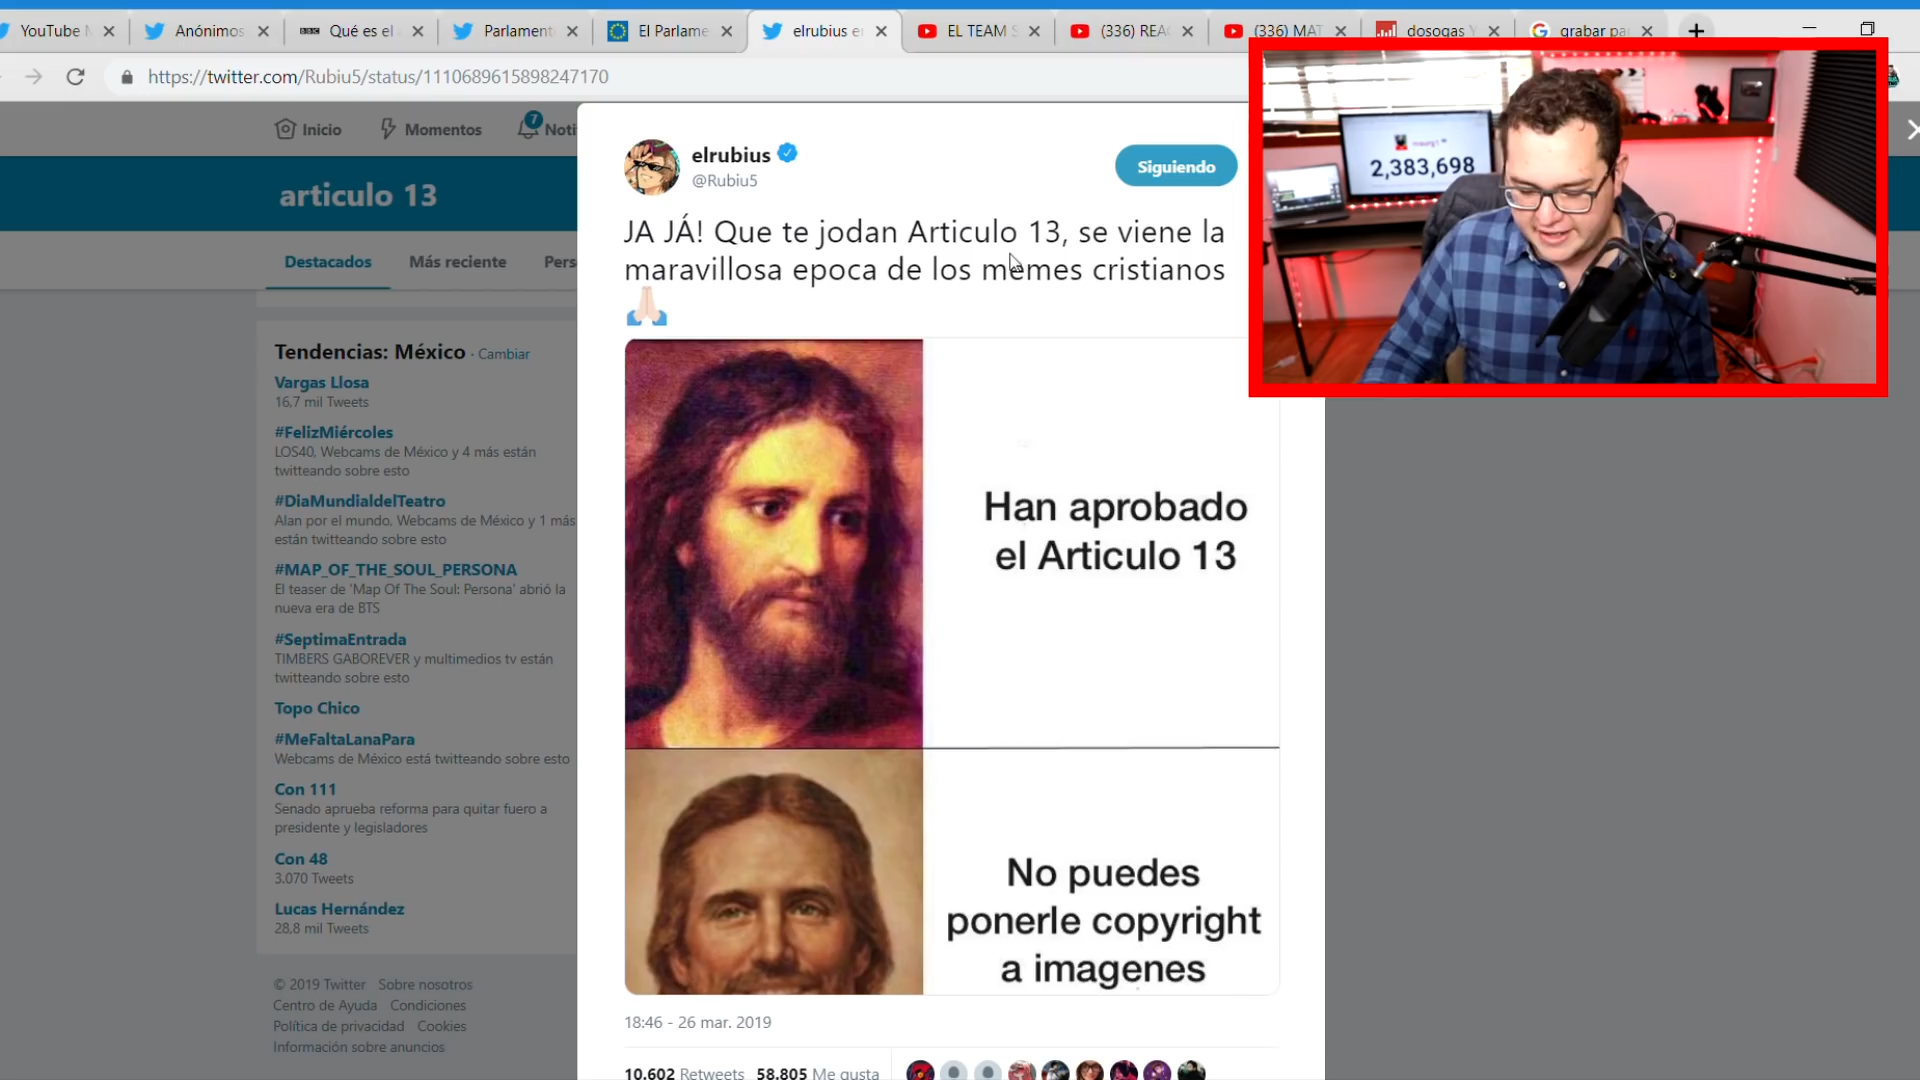 YouTube
Anónimos
BBC
Qué es el
Parlament
El Parlame
elrubius e
EL TEAM
(336) REA
(336) MA
dosogas
grabar pa
https://twitter.com/Rubiu5/status/1110689615898247170
Inicio
Momentos
7
Noti
articulo 13
Destacados
Más reciente
Pers
Tendencias: México · Cambiar
Vargas Llosa
16,7 mil Tweets
#FelizMiércoles
LOS40, Webcams de México y 4 más están
twitteando sobre esto
#DiaMundialdelTeatro
Alan por el mundo, Webcams de México y 1 más
están twitteando sobre esto
#MAP_OF_THE_SOUL_PERSONA
El teaser de 'Map Of The Soul: Persona' abrió la
nueva era de BTS
#SeptimaEntrada
TIMBERS GABOREVER y multimedios tv están
twitteando sobre esto
Topo Chico
#MeFaltaLanaPara
Webcams de México está twitteando sobre esto
Con 111
Senado aprueba reforma para quitar fuero a
presidente y legisladores
Con 48
3.070 Tweets
Lucas Hernández
28,8 mil Tweets
© 2019 Twitter Sobre nosotros
Centro de Ayuda Condiciones
Política de privacidad Cookies
Información sobre anuncios
elrubius
@Rubiu5
Siguiendo
JA JÁ! Que te jodan Articulo 13, se viene la
maravillosa epoca de los memes cristianos
Han aprobado
el Articulo 13
No puedes
ponerle copyright
a imagenes
18:46 - 26 mar. 2019
10.602 Retweets 58.805 Me gusta
2,383,698